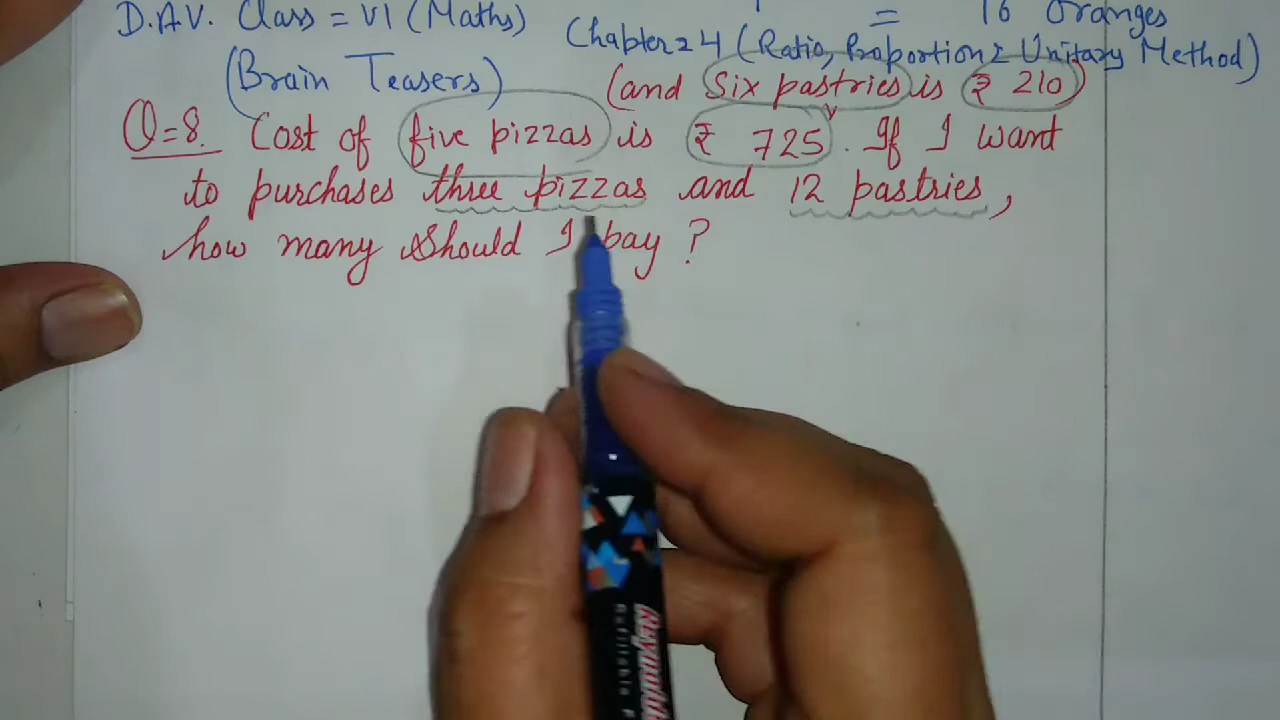 = 16 Oranges
D.A.V. Class = VI (Maths)
Chapter = 4 (Ratio, Proportion & Unitary Method)
(Brain Teasers)
(and Six pastries is ₹ 210)
Q=8. Cost of five pizzas is ₹ 725. If I want
to purchases three pizzas and 12 pastries,
how many should I pay ?
Reynolds
Refillable